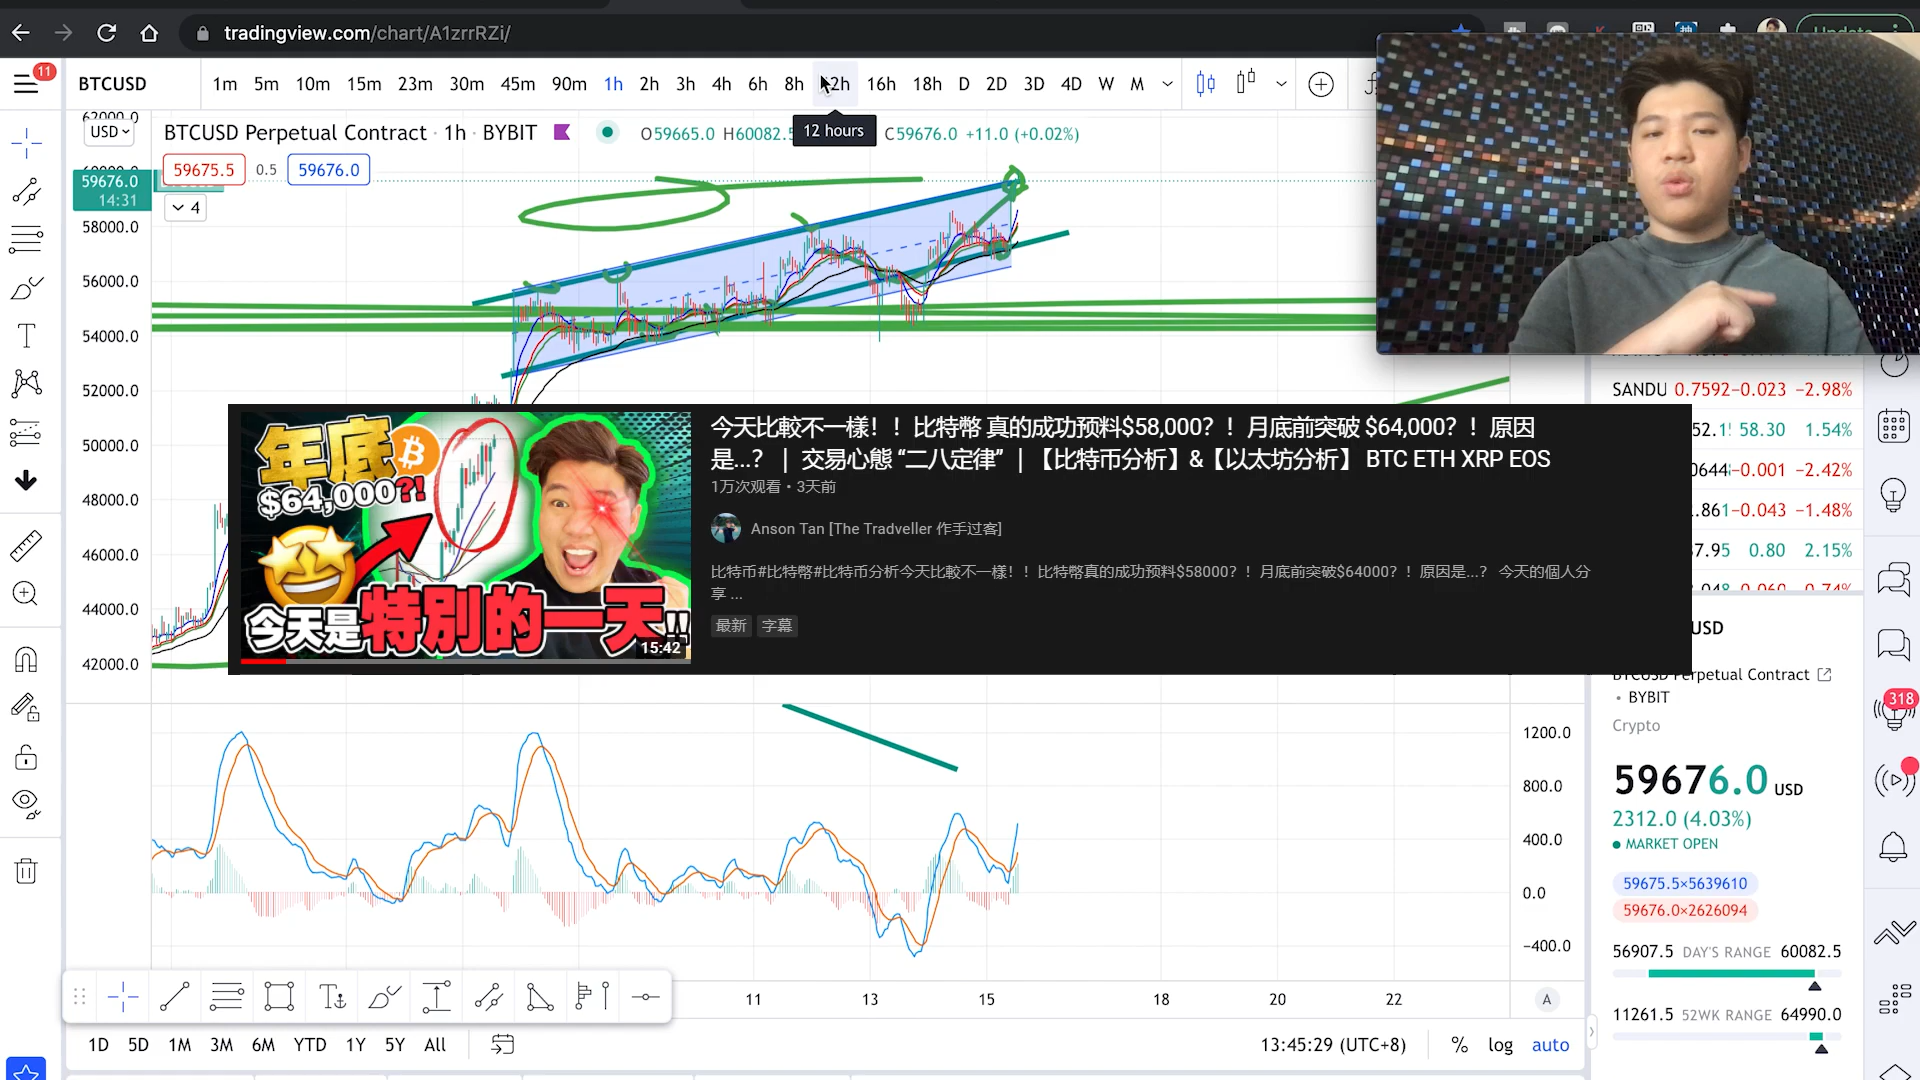 tradingview.com/chart/A1zrrRZi/
11
BTCUSD
1m 5m 10m 15m 23m 30m 45m 90m 1h 2h 3h 4h 6h 8h 12h 16h 18h D 2D 3D 4D W M
12 hours
USD
BTCUSD Perpetual Contract · 1h · BYBIT
O59665.0 H60082.5 C59676.0 +11.0 (+0.02%)
59675.5 0.5 59676.0
4
62000.0
59676.0
14:31
58000.0
56000.0
54000.0
52000.0
50000.0
48000.0
46000.0
44000.0
42000.0
年底
$64,000?!
今天是特別的一天!!
15:42
今天比較不一樣！！比特幣 真的成功预料$58,000？！月底前突破 $64,000？！原因
是...？ ｜ 交易心態 “二八定律” ｜【比特币分析】&【以太坊分析】 BTC ETH XRP EOS
1万次观看 • 3天前
Anson Tan [The Tradveller 作手过客]
比特币#比特幣#比特币分析今天比較不一樣！！比特幣真的成功预料$58000？！月底前突破$64000？！原因是...？ 今天的個人分
享 ...
最新 字幕
SANDU 0.7592 −0.023 −2.98%
58.30 1.54%
−0.001 −2.42%
−0.043 −1.48%
0.80 2.15%
Perpetual Contract
• BYBIT
Crypto
59676.0 USD
2312.0 (4.03%)
MARKET OPEN
59675.5×5639610
59676.0×2626094
56907.5 DAY'S RANGE 60082.5
11261.5 52WK RANGE 64990.0
318
1200.0
800.0
400.0
0.0
−400.0
11 13 15 18 20 22
A
1D 5D 1M 3M 6M YTD 1Y 5Y All
13:45:29 (UTC+8) % log auto